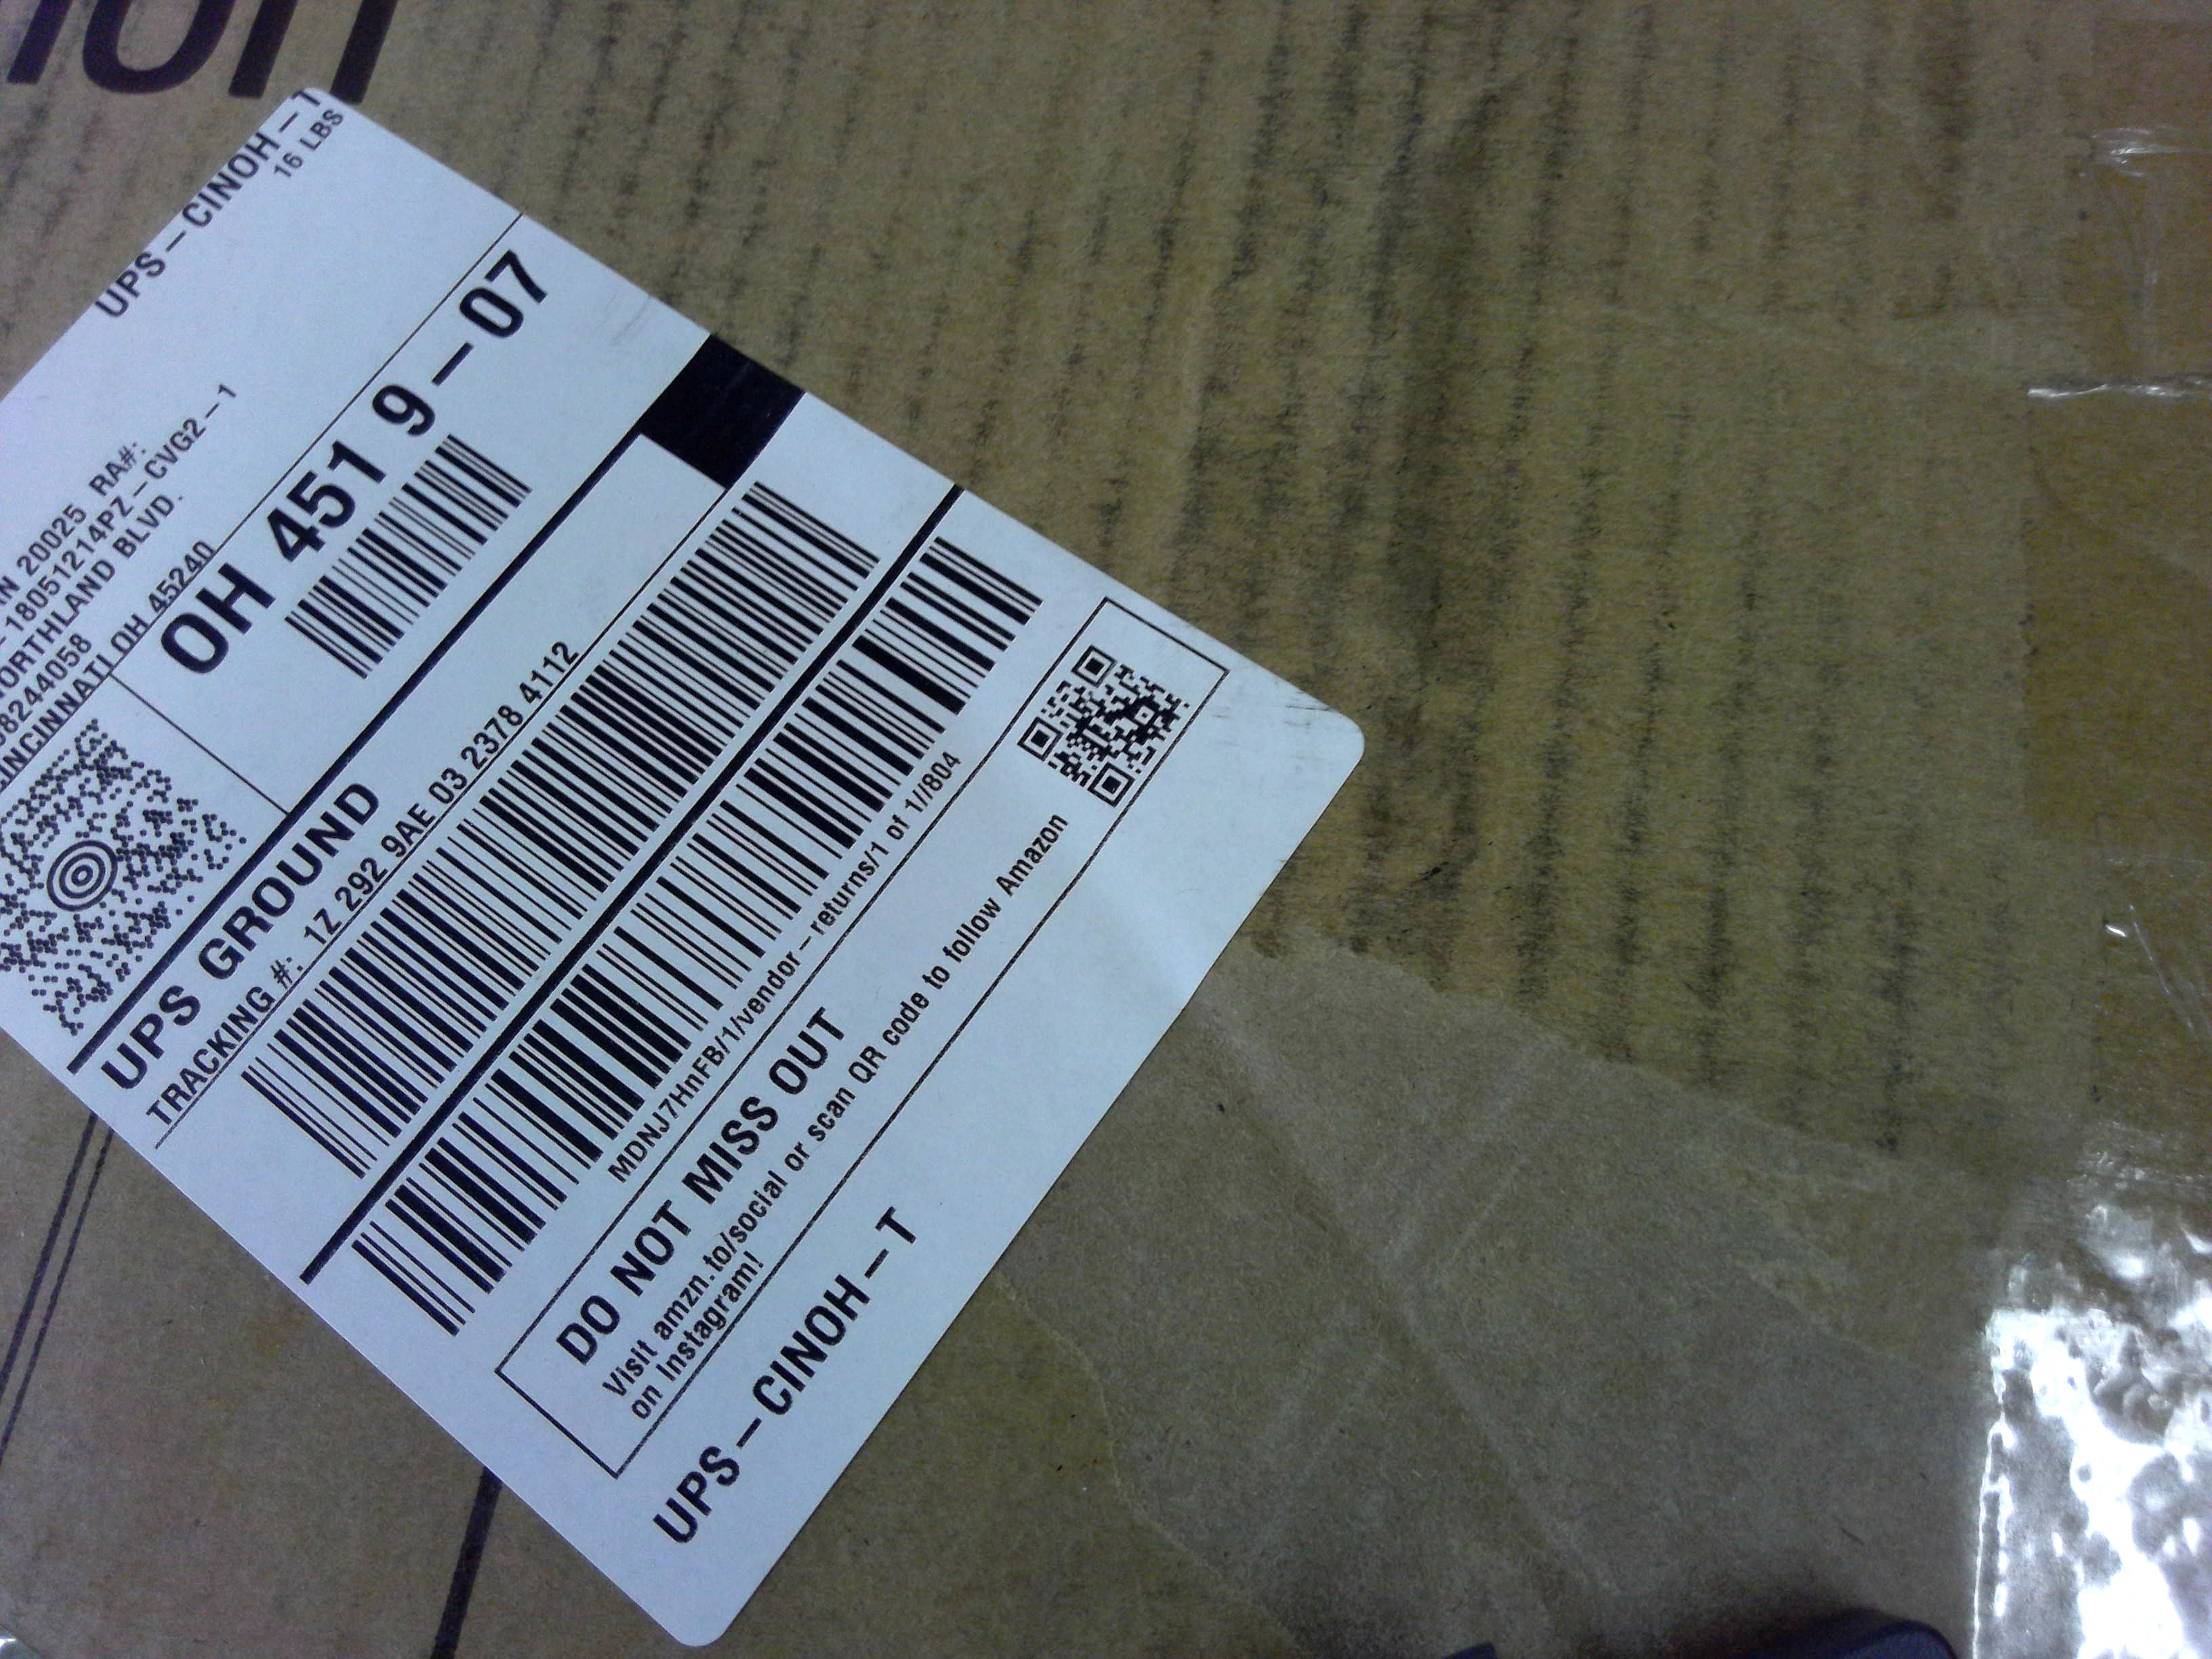 UPS-CINOH-T
16 LBS
20025 RA#:
-18051214PZ-CVG2-1
NORTHLAND BLVD.
CINCINNATI OH 45240
OH 451 9-07
UPS GROUND
TRACKING #: 1Z 292 9AE 03 2378 4112
MDNJ7HnFB/1/vendor-returns/1 of 1//804
DO NOT MISS OUT
Visit amzn.to/social or scan QR code to follow Amazon
on Instagram!
UPS-CINOH-T